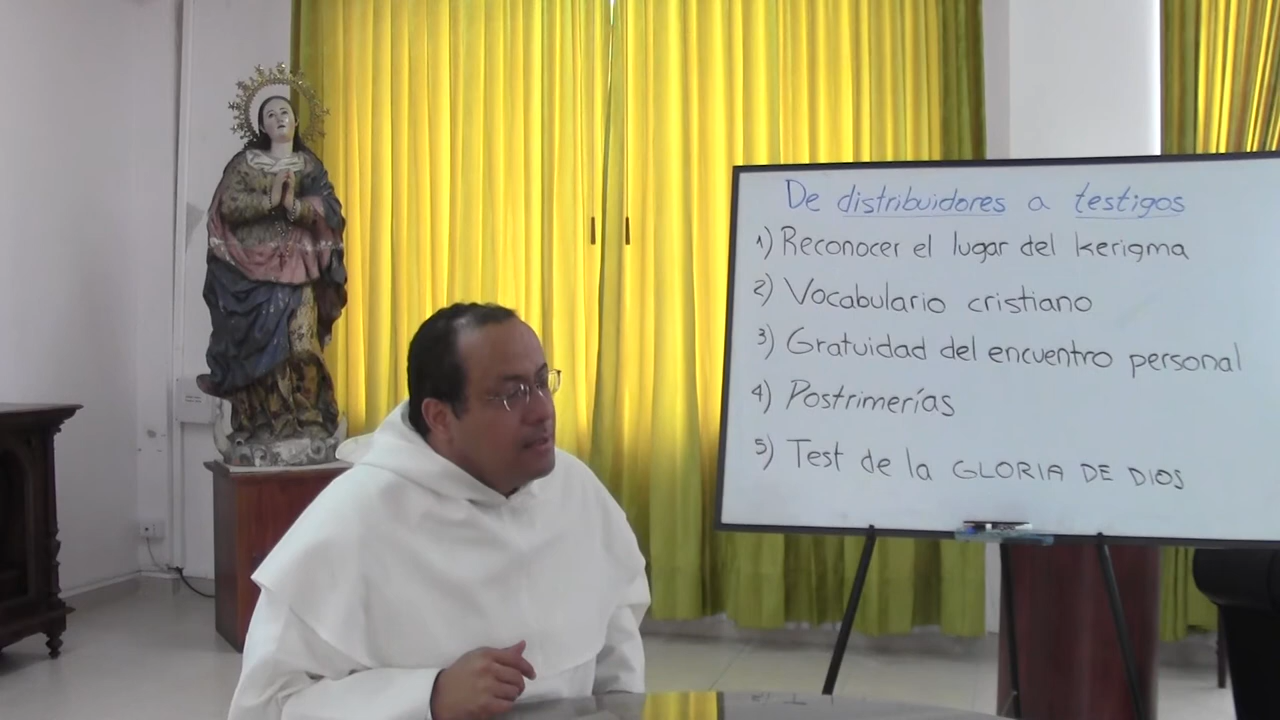 De distribuidores a testigos
1) Reconocer el lugar del kerigma
2) Vocabulario cristiano
3) Gratuidad del encuentro personal
4) Postrimerías
5) Test de la GLORIA DE DIOS